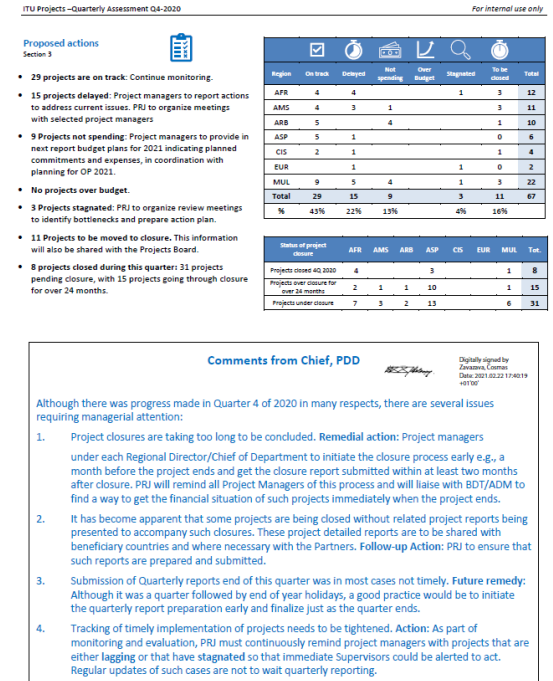 ITU Projects –Quarterly Assessment Q4-2020 For internal use only
Proposed actions
Section 3
• 29 projects are on track: Continue monitoring.
• 15 projects delayed: Project managers to report actions
to address current issues. PRJ to organize meetings
with selected project managers
• 9 Projects not spending: Project managers to provide in
next report budget plans for 2021 indicating planned
commitments and expenses, in coordination with
planning for OP 2021.
• No projects over budget.
• 3 Projects stagnated: PRJ to organize review meetings
to identify bottlenecks and prepare action plan.
• 11 Projects to be moved to closure. This information
will also be shared with the Projects Board.
• 8 projects closed during this quarter: 31 projects
pending closure, with 15 projects going through closure
for over 24 months.
Region On track Delayed Not spending Over Budget Stagnated To be closed Total
AFR 4 4 1 3 12
AMS 4 3 1 3 11
ARB 5 4 1 10
ASP 5 1 0 6
CIS 2 1 1 4
EUR 1 1 0 2
MUL 9 5 4 1 3 22
Total 29 15 9 3 11 67
% 43% 22% 13% 4% 16%
Status of project closure AFR AMS ARB ASP CIS EUR MUL Tot.
Projects closed 4Q 2020 4 3 1 8
Projects over closure for over 24 months 2 1 1 10 1 15
Projects under closure 7 3 2 13 6 31
Comments from Chief, PDD
Digitally signed by
Zavazava, Cosmas
Date: 2021.02.22 17:40:19
+01'00'
Although there was progress made in Quarter 4 of 2020 in many respects, there are several issues
requiring managerial attention:
1. Project closures are taking too long to be concluded. Remedial action: Project managers
under each Regional Director/Chief of Department to initiate the closure process early e.g., a
month before the project ends and get the closure report submitted within at least two months
after closure. PRJ will remind all Project Managers of this process and will liaise with BDT/ADM to
find a way to get the financial situation of such projects immediately when the project ends.
2. It has become apparent that some projects are being closed without related project reports being
presented to accompany such closures. These project detailed reports are to be shared with
beneficiary countries and where necessary with the Partners. Follow-up Action: PRJ to ensure that
such reports are prepared and submitted.
3. Submission of Quarterly reports end of this quarter was in most cases not timely. Future remedy:
Although it was a quarter followed by end of year holidays, a good practice would be to initiate
the quarterly report preparation early and finalize just as the quarter ends.
4. Tracking of timely implementation of projects needs to be tightened. Action: As part of
monitoring and evaluation, PRJ must continuously remind project managers with projects that are
either lagging or that have stagnated so that immediate Supervisors could be alerted to act.
Regular updates of such cases are not to wait quarterly reporting.